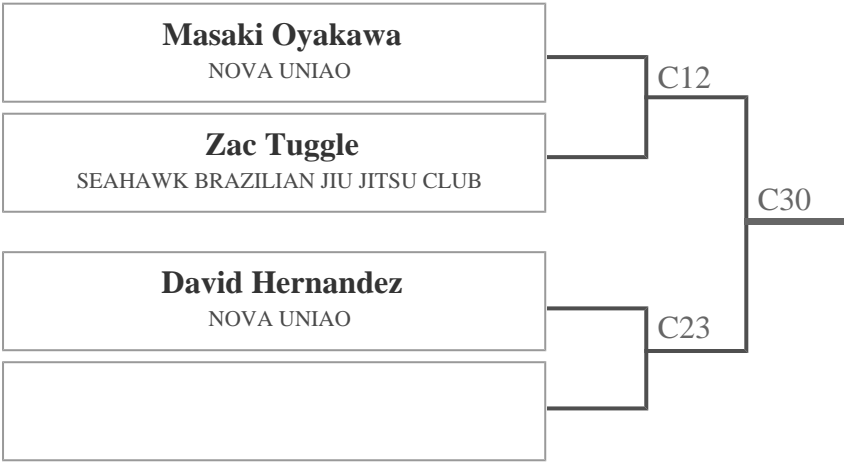 Masaki Oyakawa
NOVA UNIAO
C12
Zac Tuggle
SEAHAWK BRAZILIAN JIU JITSU CLUB
C30
David Hernandez
NOVA UNIAO
C23